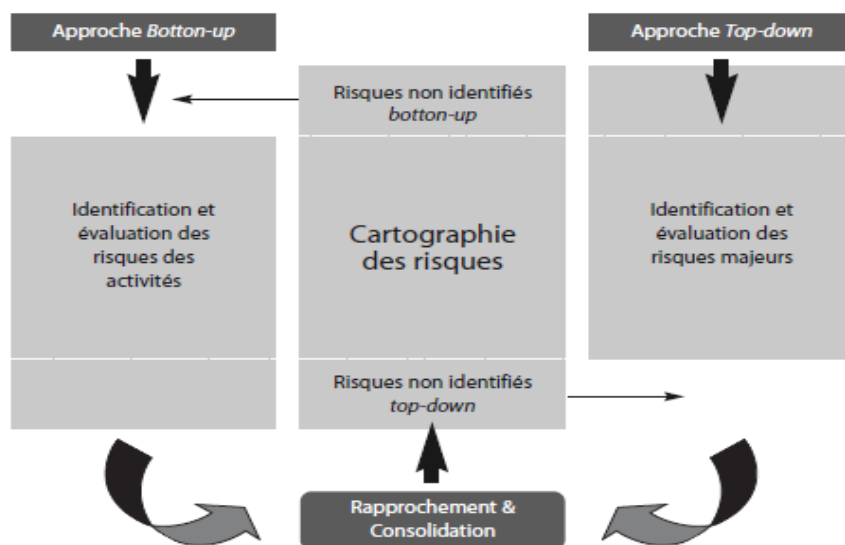 Approche Botton-up
Approche Top-down
Risques non identifiés
botton-up
Identification et
évaluation des
risques des
activités
Cartographie
des risques
Identification et
évaluation des
risques majeurs
Risques non identifiés
top-down
Rapprochement &
Consolidation